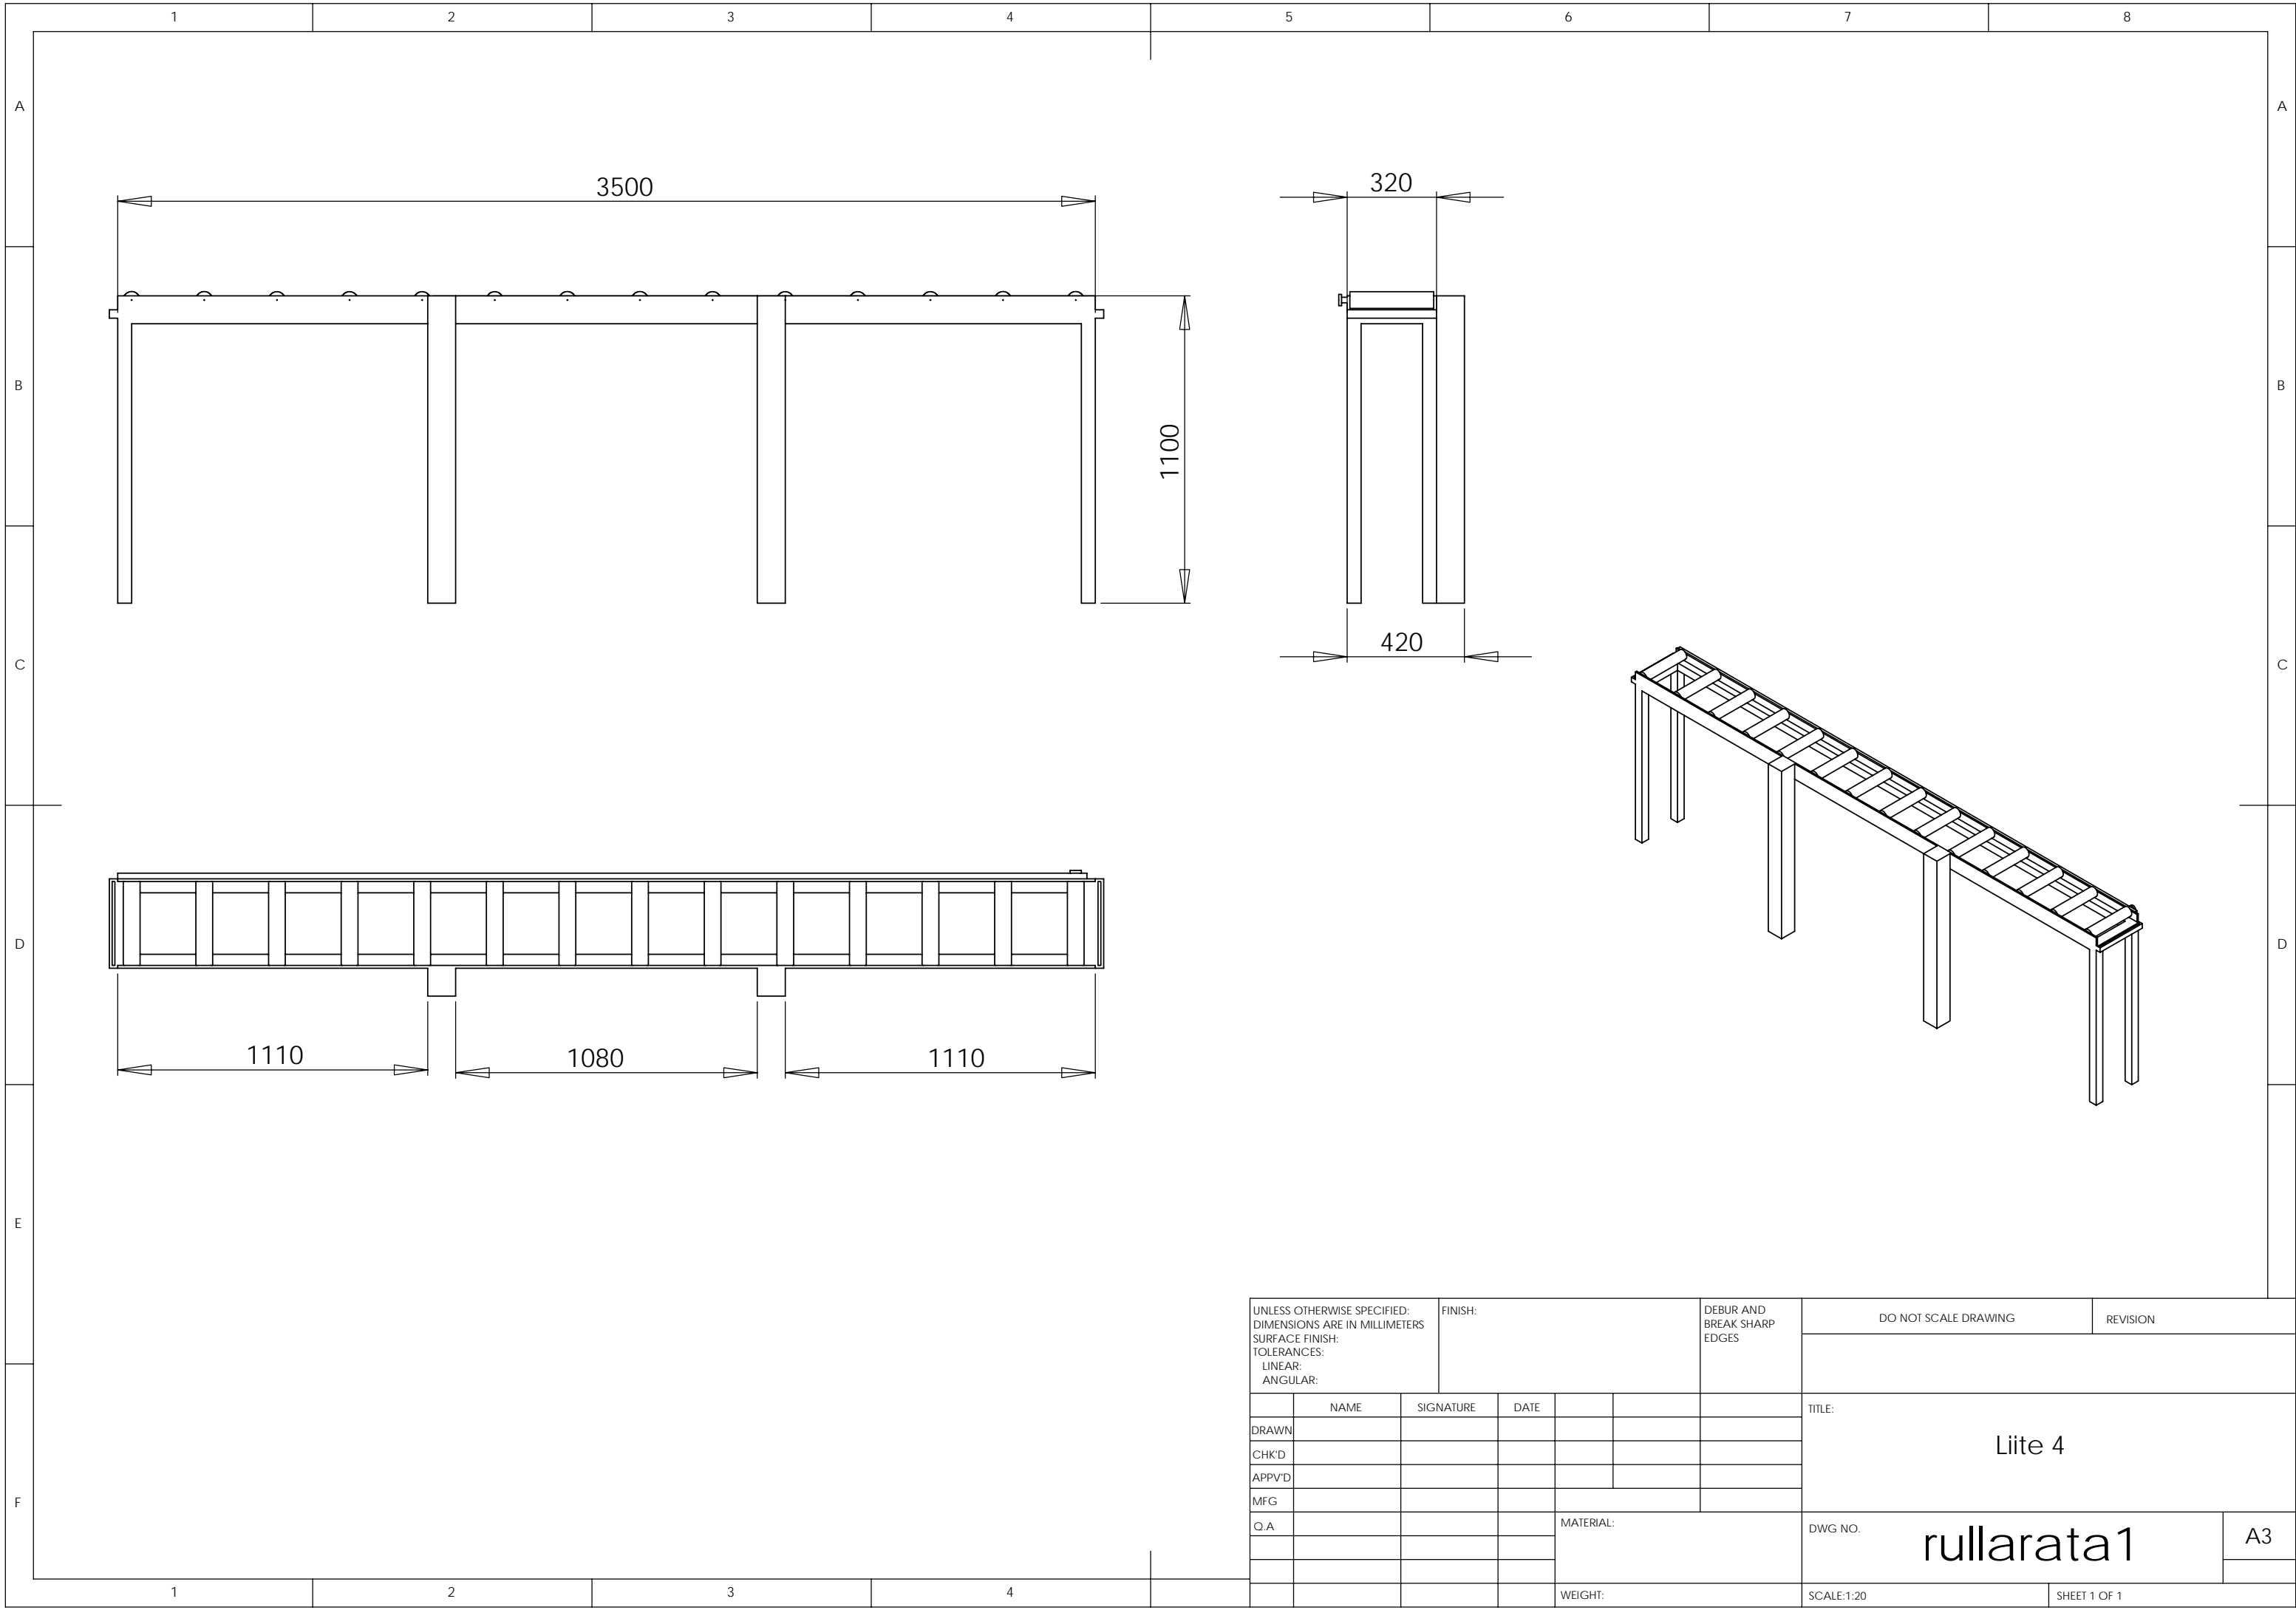 1 2 3 4 5 6 7 8
A A
3500 320
B B
1100
420
C C
D D
1110 1080 1110
E
F
UNLESS OTHERWISE SPECIFIED:
DIMENSIONS ARE IN MILLIMETERS
SURFACE FINISH:
TOLERANCES:
LINEAR:
ANGULAR:
FINISH:
DEBUR AND
BREAK SHARP
EDGES
DO NOT SCALE DRAWING
REVISION
NAME SIGNATURE DATE
DRAWN
CHK'D
APPV'D
MFG
Q.A
MATERIAL:
WEIGHT:
TITLE:
Liite 4
DWG NO.
rullarata1
A3
SCALE:1:20
SHEET 1 OF 1
1 2 3 4